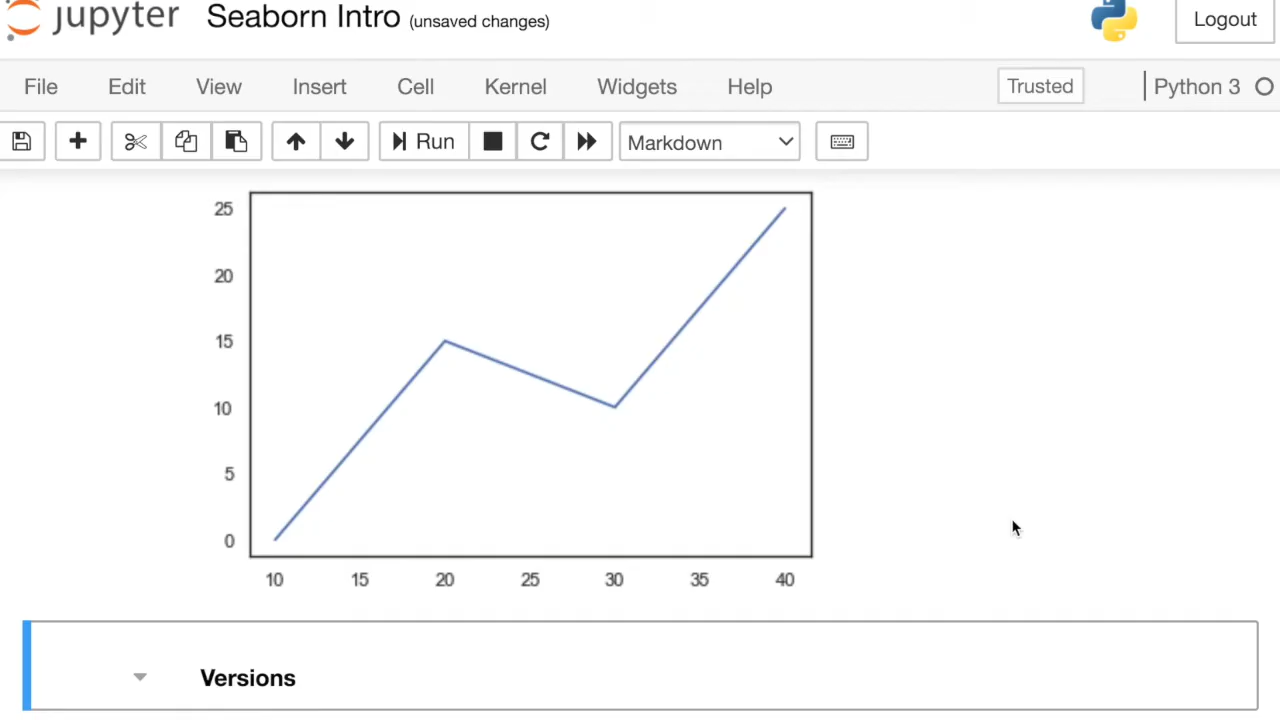 jupyter Seaborn Intro (unsaved changes) Logout
File Edit View Insert Cell Kernel Widgets Help Trusted Python 3
Run Markdown
25
20
15
10
5
0
10 15 20 25 30 35 40
Versions